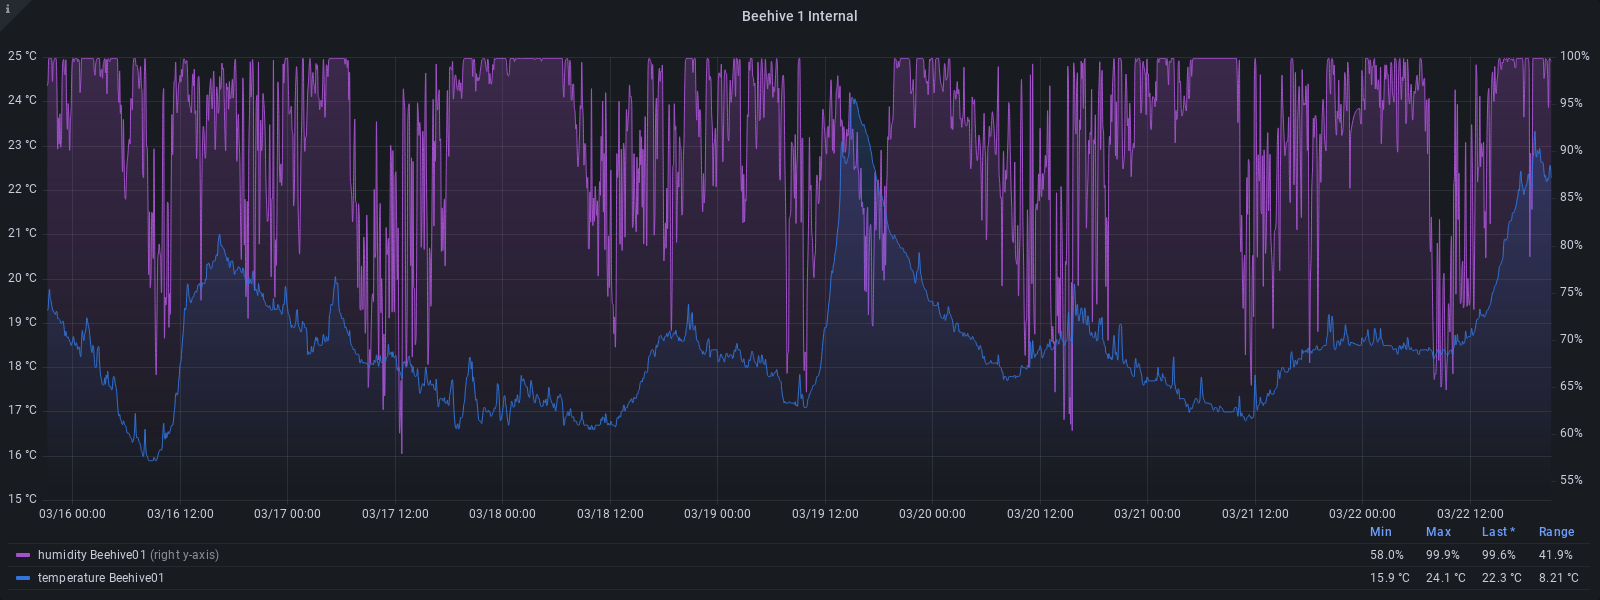 i
Beehive 1 Internal
25 °C 100%
24 °C 95%
23 °C 90%
22 °C 85%
21 °C 80%
20 °C 75%
19 °C 70%
18 °C 65%
17 °C 60%
16 °C 55%
15 °C
03/16 00:00 03/16 12:00 03/17 00:00 03/17 12:00 03/18 00:00 03/18 12:00 03/19 00:00 03/19 12:00 03/20 00:00 03/20 12:00 03/21 00:00 03/21 12:00 03/22 00:00 03/22 12:00
Min Max Last * Range
humidity Beehive01 (right y-axis) 58.0% 99.9% 99.6% 41.9%
temperature Beehive01 15.9 °C 24.1 °C 22.3 °C 8.21 °C